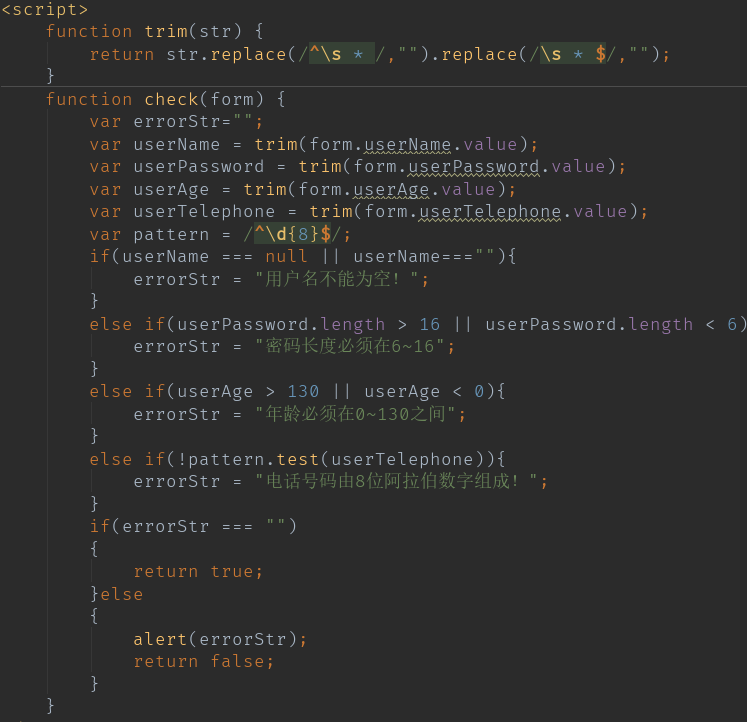 <script>
function trim(str) {
return str.replace(/^\s * /,"").replace(/\s * $/,"");
}
function check(form) {
var errorStr="";
var userName = trim(form.userName.value);
var userPassword = trim(form.userPassword.value);
var userAge = trim(form.userAge.value);
var userTelephone = trim(form.userTelephone.value);
var pattern = /^\d{8}$/;
if(userName === null || userName===""){
errorStr = "用户名不能为空！";
}
else if(userPassword.length > 16 || userPassword.length < 6)
errorStr = "密码长度必须在6~16";
}
else if(userAge > 130 || userAge < 0){
errorStr = "年龄必须在0~130之间";
}
else if(!pattern.test(userTelephone)){
errorStr = "电话号码由8位阿拉伯数字组成！";
}
if(errorStr === "")
{
return true;
}else
{
alert(errorStr);
return false;
}
}